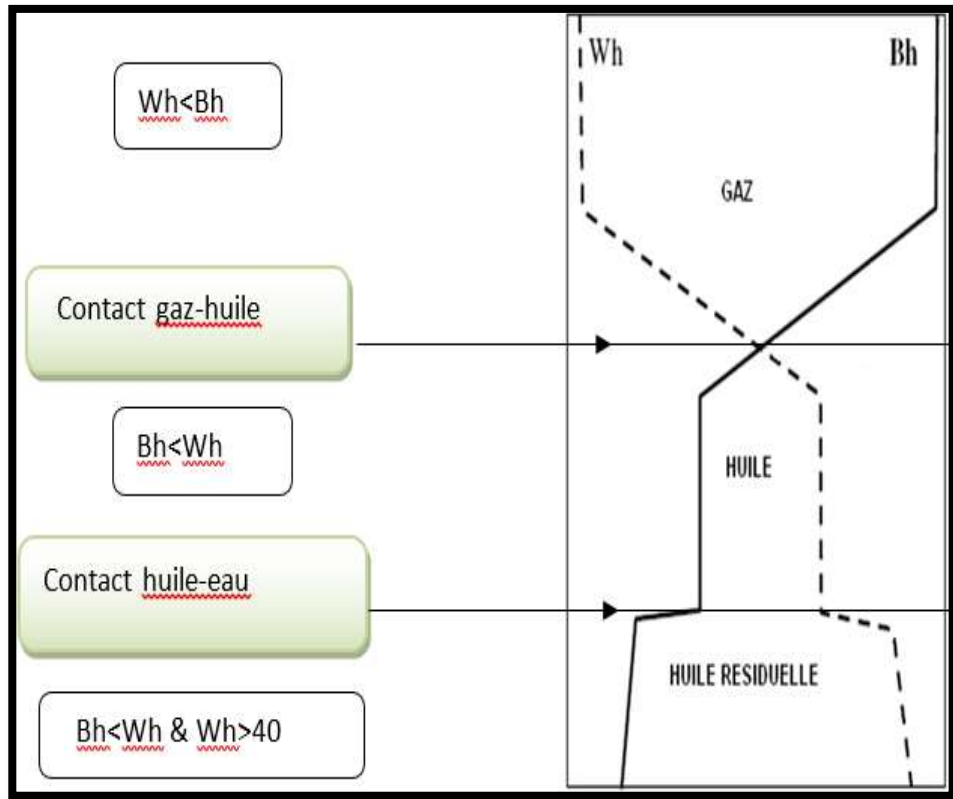 Wh
Bh
Wh<Bh
GAZ
Contact gaz-huile
Bh<Wh
HUILE
Contact huile-eau
HUILE RESIDUELLE
Bh<Wh & Wh>40